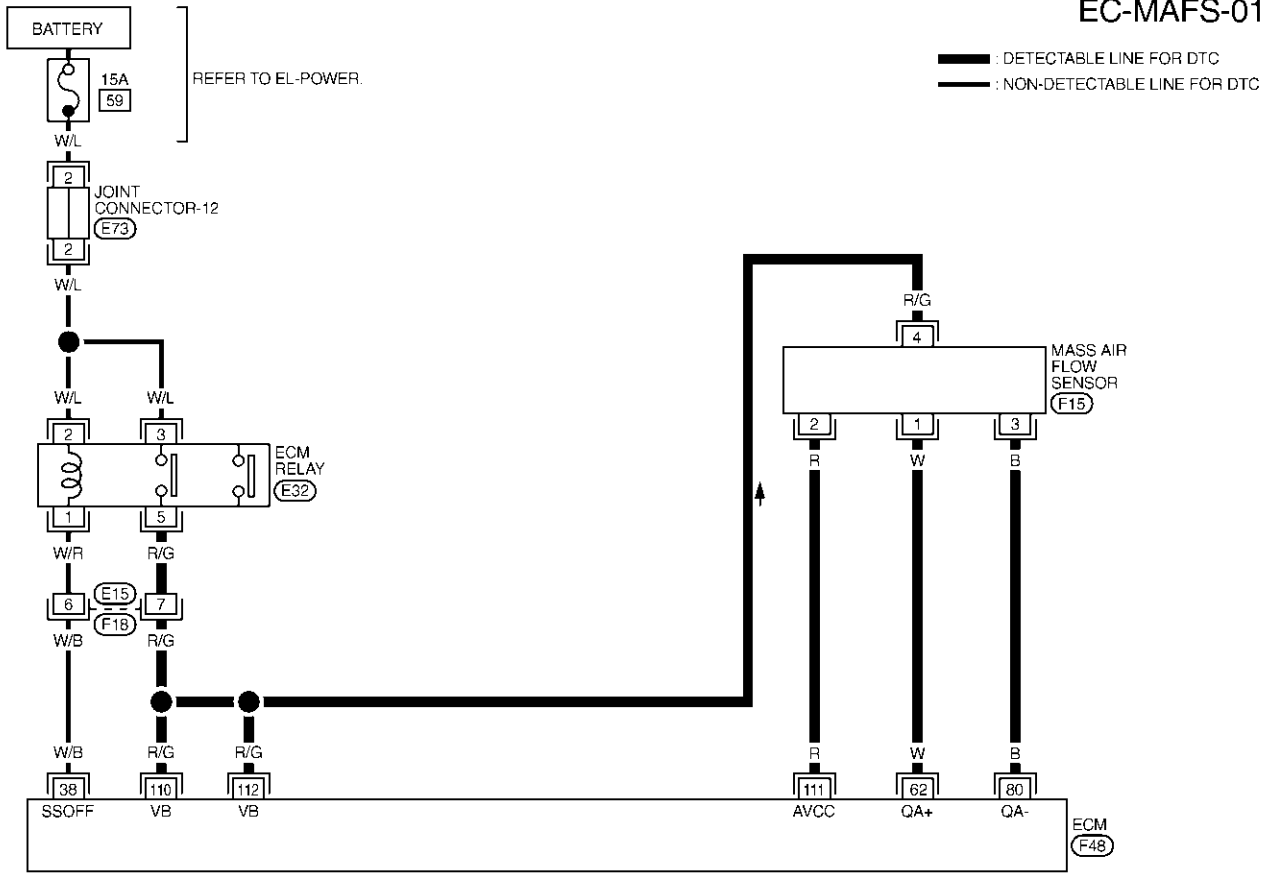 EC-MAFS-01
BATTERY
: DETECTABLE LINE FOR DTC
: NON-DETECTABLE LINE FOR DTC
15A
59
REFER TO EL-POWER.
W/L
2
JOINT
CONNECTOR-12
E73
2
W/L
R/G
4
MASS AIR
FLOW
SENSOR
F15
W/L W/L
2 3
2 1 3
ECM
RELAY
E32
R W B
1 5
W/R R/G
6 E15 7
F18
W/B R/G
W/B R/G R/G R W B
38 110 112 111 62 80
SSOFF VB VB AVCC QA+ QA-
ECM
F48